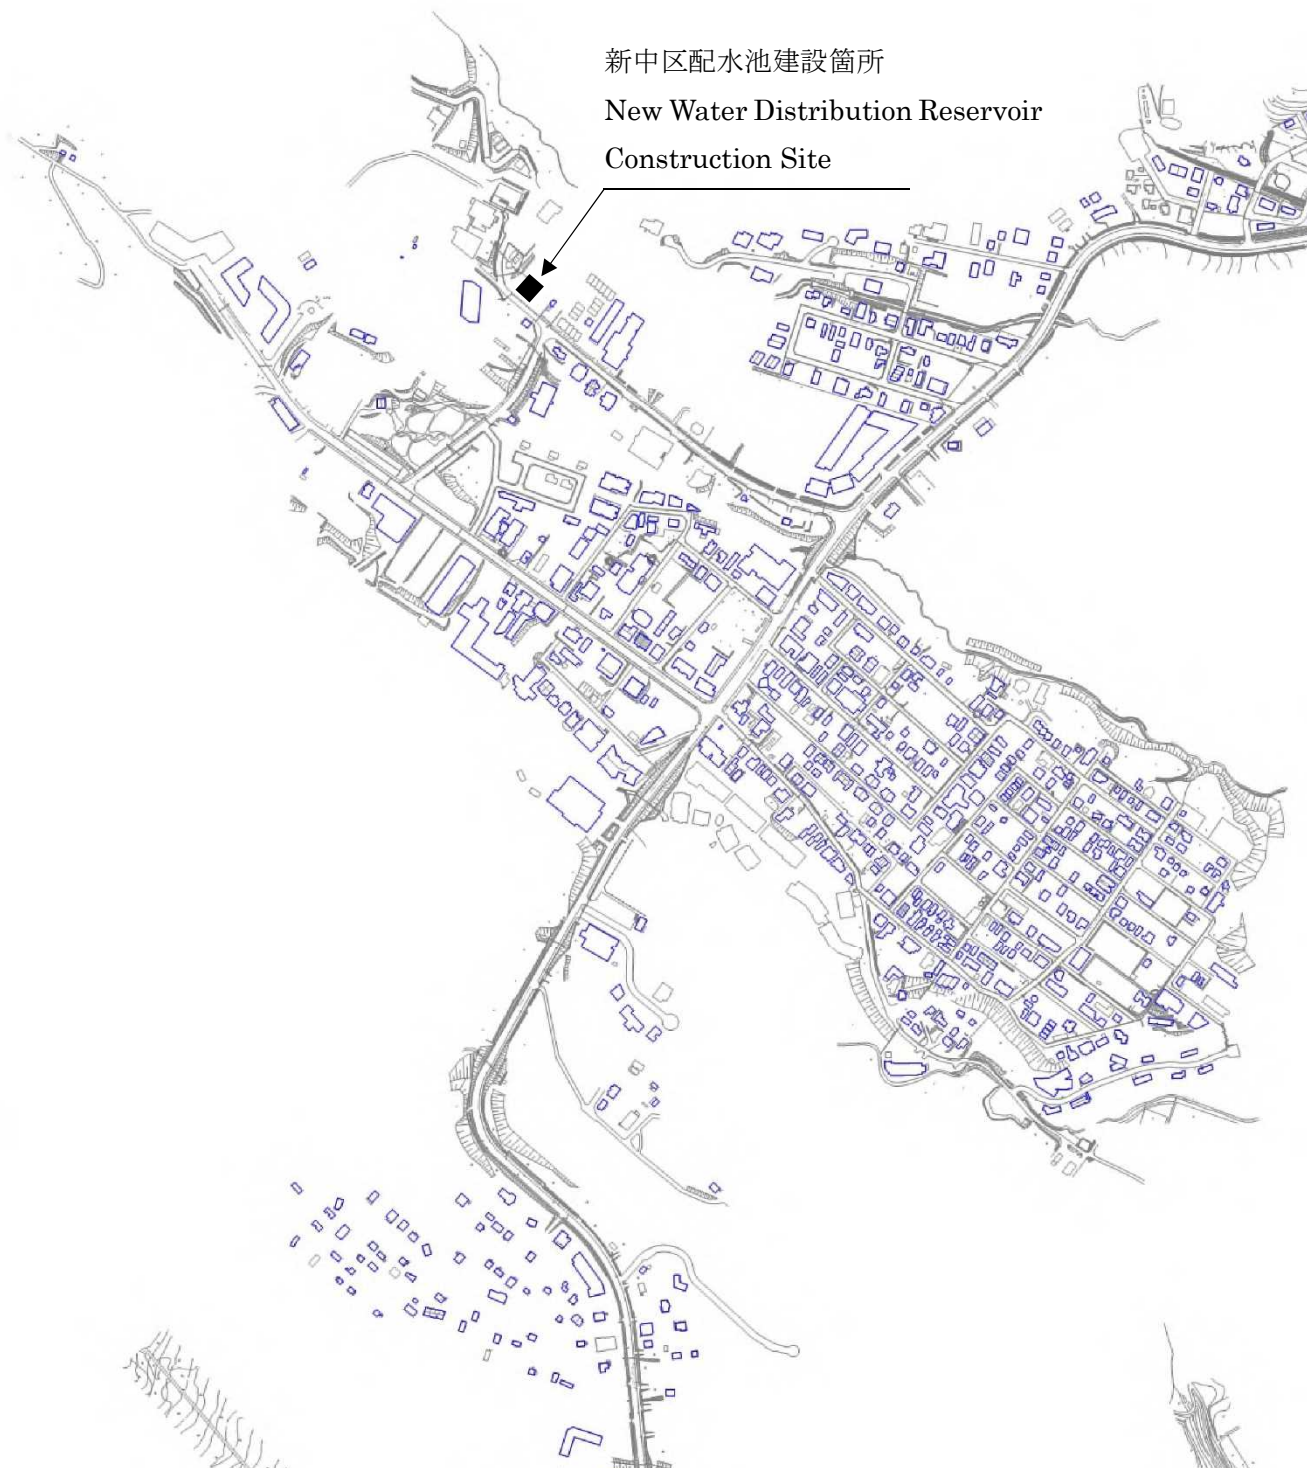 新中区配水池建設箇所
New Water Distribution Reservoir
Construction Site